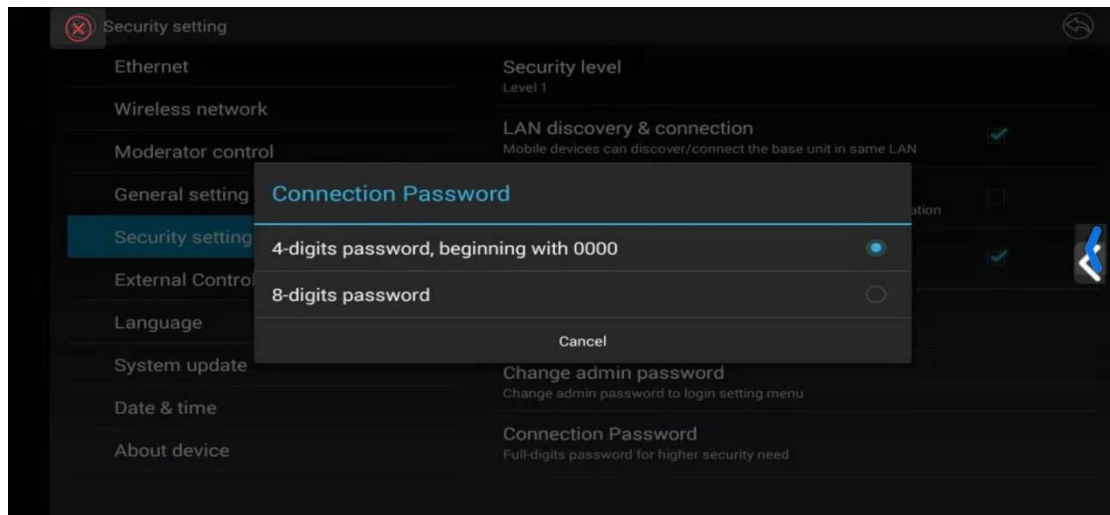 Security setting
Ethernet
Wireless network
Moderator control
General setting
Security setting
External Control
Language
System update
Date & time
About device
Security level
Level 1
LAN discovery & connection
Mobile devices can discover/connect the base unit in same LAN
Connection Password
4-digits password, beginning with 0000
8-digits password
Cancel
Change admin password
Change admin password to login setting menu
Connection Password
Full-digits password for higher security need